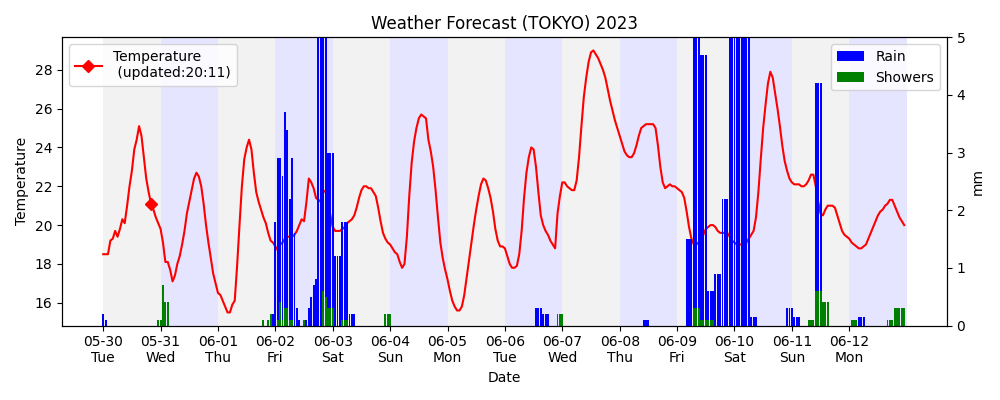 Weather Forecast (TOKYO) 2023
Temperature
(updated:20:11)
Rain
Showers
Temperature
28
26
24
22
20
18
16
5
4
3
2
1
0
mm
05-30 05-31 06-01 06-02 06-03 06-04 06-05 06-06 06-07 06-08 06-09 06-10 06-11 06-12
Tue Wed Thu Fri Sat Sun Mon Tue Wed Thu Fri Sat Sun Mon
Date